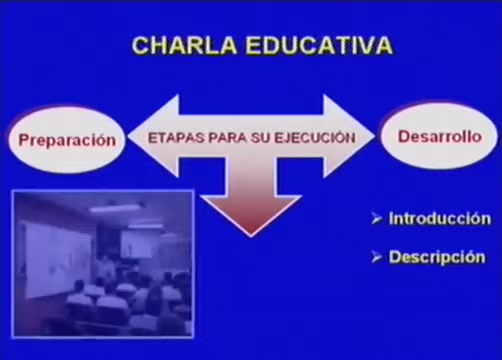 CHARLA EDUCATIVA
Preparación
ETAPAS PARA SU EJECUCIÓN
Desarrollo
Introducción
Descripción